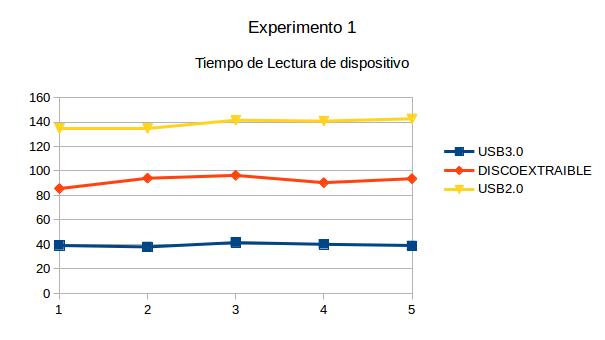 Experimento 1
Tiempo de Lectura de dispositivo
160
140
120
100
80
60
40
20
0
1 2 3 4 5
USB3.0
DISCOEXTRAIBLE
USB2.0